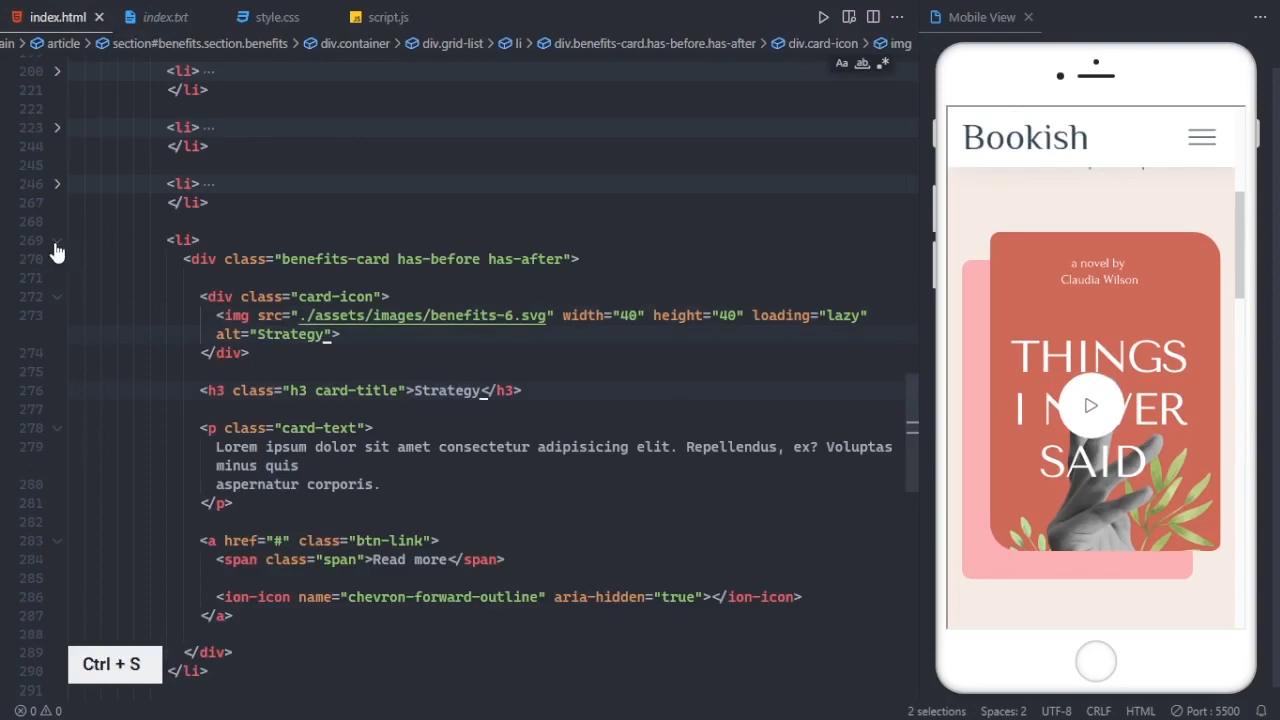 index.html
index.txt
style.css
JS script.js
Mobile View
ain > article > section#benefits.section.benefits > div.container > div.grid-list > li > div.benefits-card.has-before.has-after > div.card-icon > img
Aa ab .*
200 <li> ···
221 </li>
222
223 <li> ···
244 </li>
245
246 <li> ···
267 </li>
268
269 <li>
270 <div class="benefits-card has-before has-after">
271
272 <div class="card-icon">
273 <img src="./assets/images/benefits-6.svg" width="40" height="40" loading="lazy"
alt="Strategy">
274 </div>
275
276 <h3 class="h3 card-title">Strategy</h3>
277
278 <p class="card-text">
279 Lorem ipsum dolor sit amet consectetur adipisicing elit. Repellendus, ex? Voluptas
minus quis
280 aspernatur corporis.
281 </p>
282
283 <a href="#" class="btn-link">
284 <span class="span">Read more</span>
285
286 <ion-icon name="chevron-forward-outline" aria-hidden="true"></ion-icon>
287 </a>
288
289 </div>
290 </li>
291
Ctrl + S
Bookish
a novel by
Claudia Wilson
THINGS
I NEVER
SAID
0 0
2 selections Spaces: 2 UTF-8 CRLF HTML Port : 5500